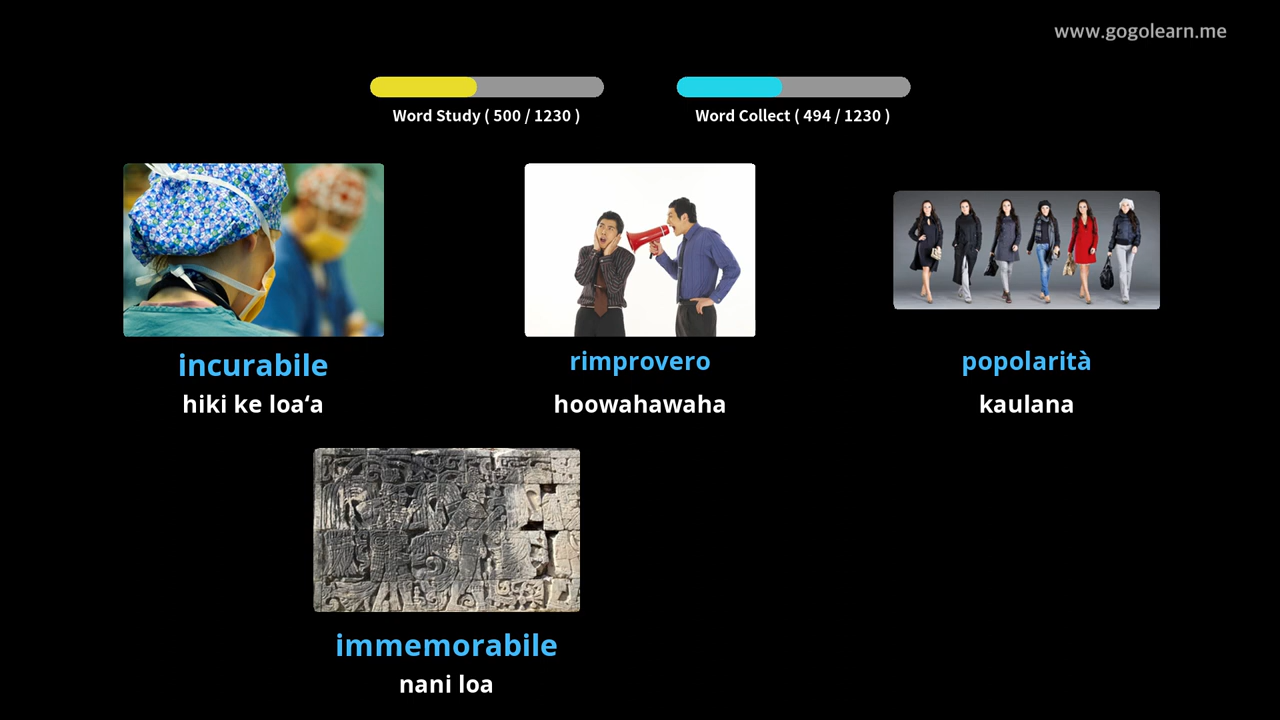 www.gogolearn.me
Word Study ( 500 / 1230 )
Word Collect ( 494 / 1230 )
incurabile
hiki ke loaʻa
rimprovero
hoowahawaha
popolarità
kaulana
immemorabile
nani loa